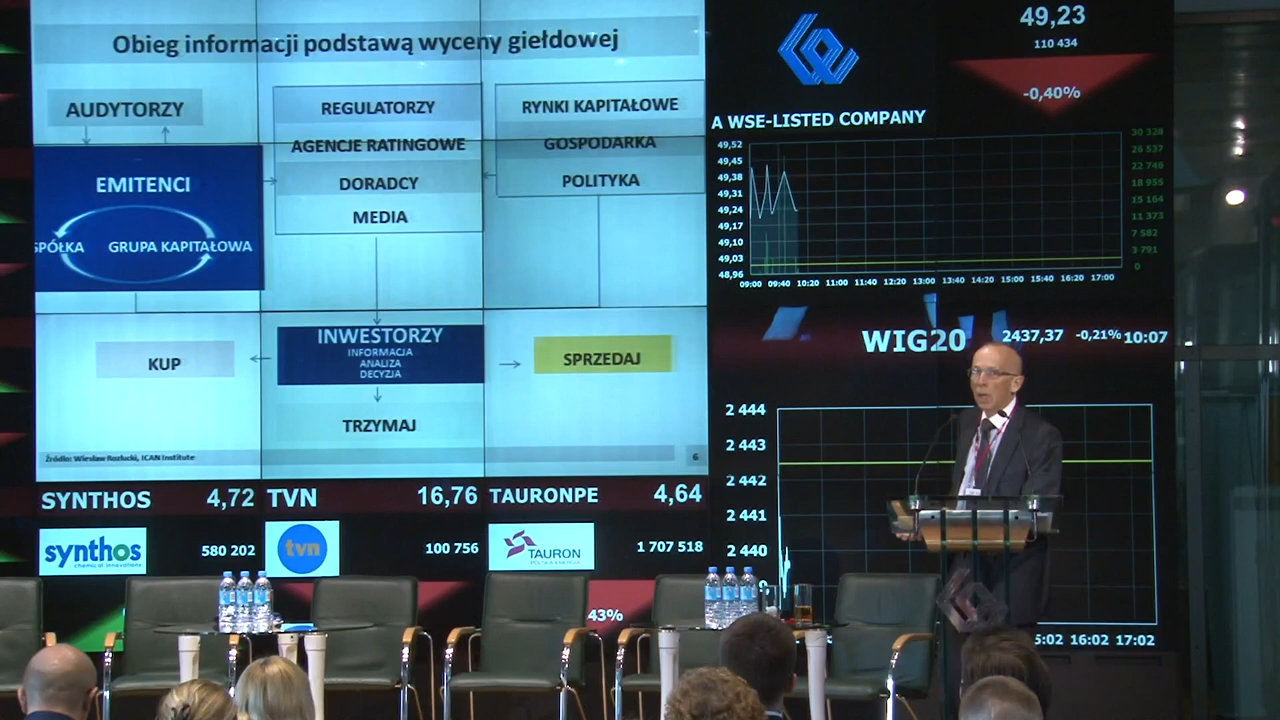 Obieg informacji podstawą wyceny giełdowej
AUDYTORZY
REGULATORZY
AGENCJE RATINGOWE
DORADCY
MEDIA
RYNKI KAPITAŁOWE
GOSPODARKA
POLITYKA
EMITENCI
SPÓŁKA
GRUPA KAPITAŁOWA
KUP
INWESTORZY
INFORMACJA
ANALIZA
DECYZJA
SPRZEDAJ
TRZYMAJ
Źródło: Wiesław Rozłucki, ICAN Institute
6
SYNTHOS 4,72
synthos
chemical innovations
580 202
TVN 16,76
tvn
100 756
TAURONPE 4,64
TAURON
POLSKA ENERGIA
1 707 518
43%
49,23
110 434
-0,40%
A WSE-LISTED COMPANY
49,52
49,45
49,38
49,31
49,24
49,17
49,10
49,03
48,96
30 328
26 537
22 746
18 955
15 164
11 373
7 582
3 791
0
09:00 09:40 10:20 11:00 11:40 12:20 13:00 13:40 14:20 15:00 15:40 16:20 17:00
WIG20 2437,37 -0,21% 10:07
2 444
2 443
2 442
2 441
2 440
5:02 16:02 17:02